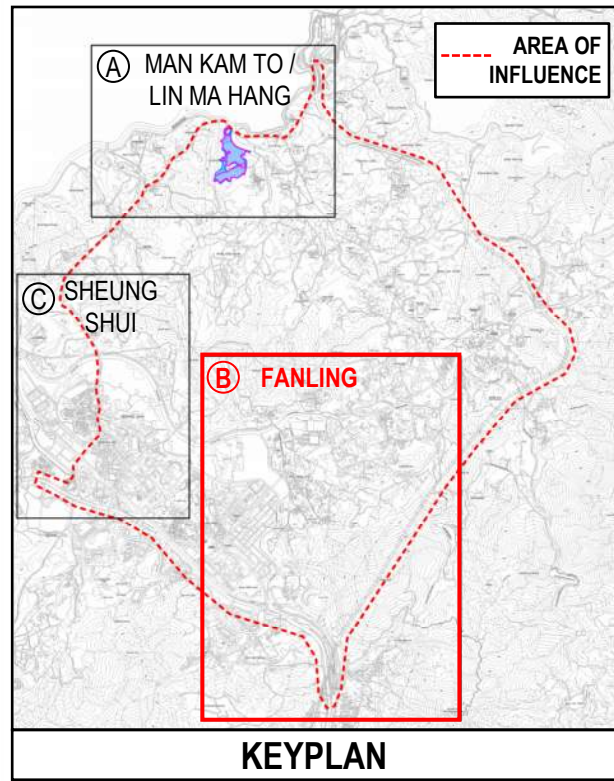 Ⓐ MAN KAM TO /
LIN MA HANG
AREA OF
INFLUENCE
Ⓒ SHEUNG
SHUI
Ⓑ FANLING
KEYPLAN